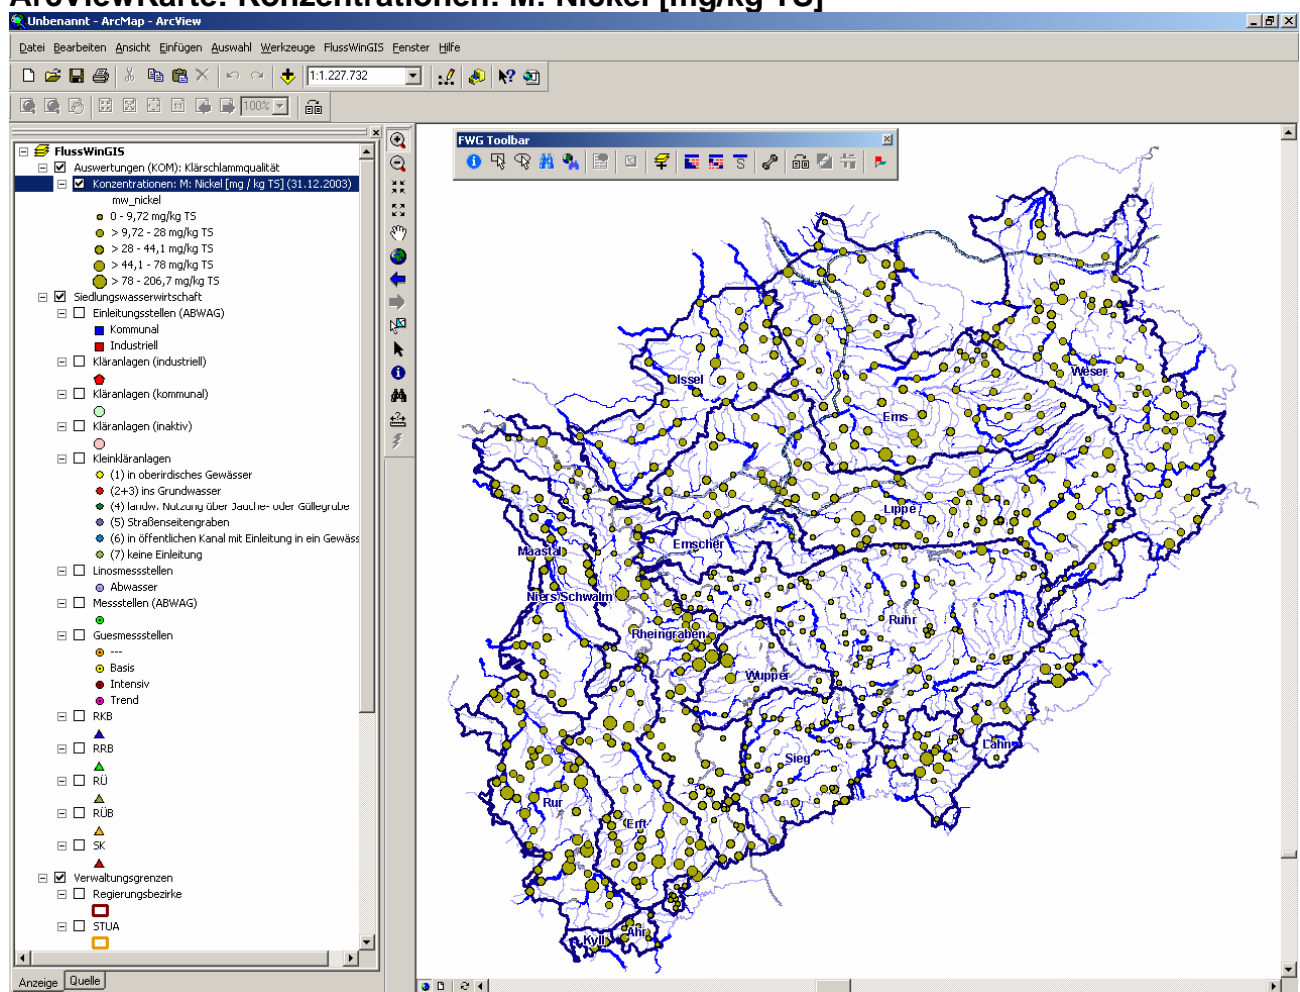 ArcViewKarte: Konzentrationen: M: Nickel [mg/kg TS]
Unbenannt - ArcMap - ArcView
Datei Bearbeiten Ansicht Einfügen Auswahl Werkzeuge FlussWinGIS Fenster Hilfe
1:1.227.732
100%
FWG Toolbar
FlussWinGIS
Auswertungen (KOM): Klärschlammqualität
Konzentrationen: M: Nickel [mg / kg TS] (31.12.2003)
mw_nickel
0 - 9,72 mg/kg TS
> 9,72 - 28 mg/kg TS
> 28 - 44,1 mg/kg TS
> 44,1 - 78 mg/kg TS
> 78 - 206,7 mg/kg TS
Siedlungswasserwirtschaft
Einleitungsstellen (ABWAG)
Kommunal
Industriell
Kläranlagen (industriell)
Kläranlagen (kommunal)
Kläranlagen (inaktiv)
Kleinkläranlagen
(1) in oberirdisches Gewässer
(2+3) ins Grundwasser
(4) landw. Nutzung über Jauche- oder Güllegrube
(5) Straßenseitengraben
(6) in öffentlichen Kanal mit Einleitung in ein Gewäss
(7) keine Einleitung
Linosmessstellen
Abwasser
Messstellen (ABWAG)
Guesmessstellen
---
Basis
Intensiv
Trend
RKB
RRB
RÜ
RÜB
SK
Verwaltungsgrenzen
Regierungsbezirke
STUA
Anzeige Quelle
Issel
Weser
Ems
Lippe
Emscher
Maasta
Niers Schwalm
Rheingraben
Ruhr
Wupper
Lahn
Sieg
Rur
Erft
Ahr
Kyll